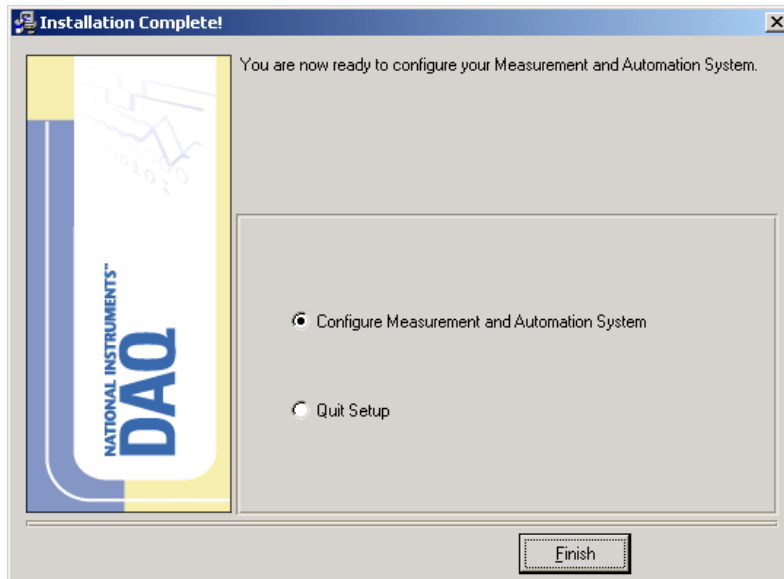 Installation Complete!
You are now ready to configure your Measurement and Automation System.
NATIONAL INSTRUMENTS™
DAQ
Configure Measurement and Automation System
Quit Setup
Finish